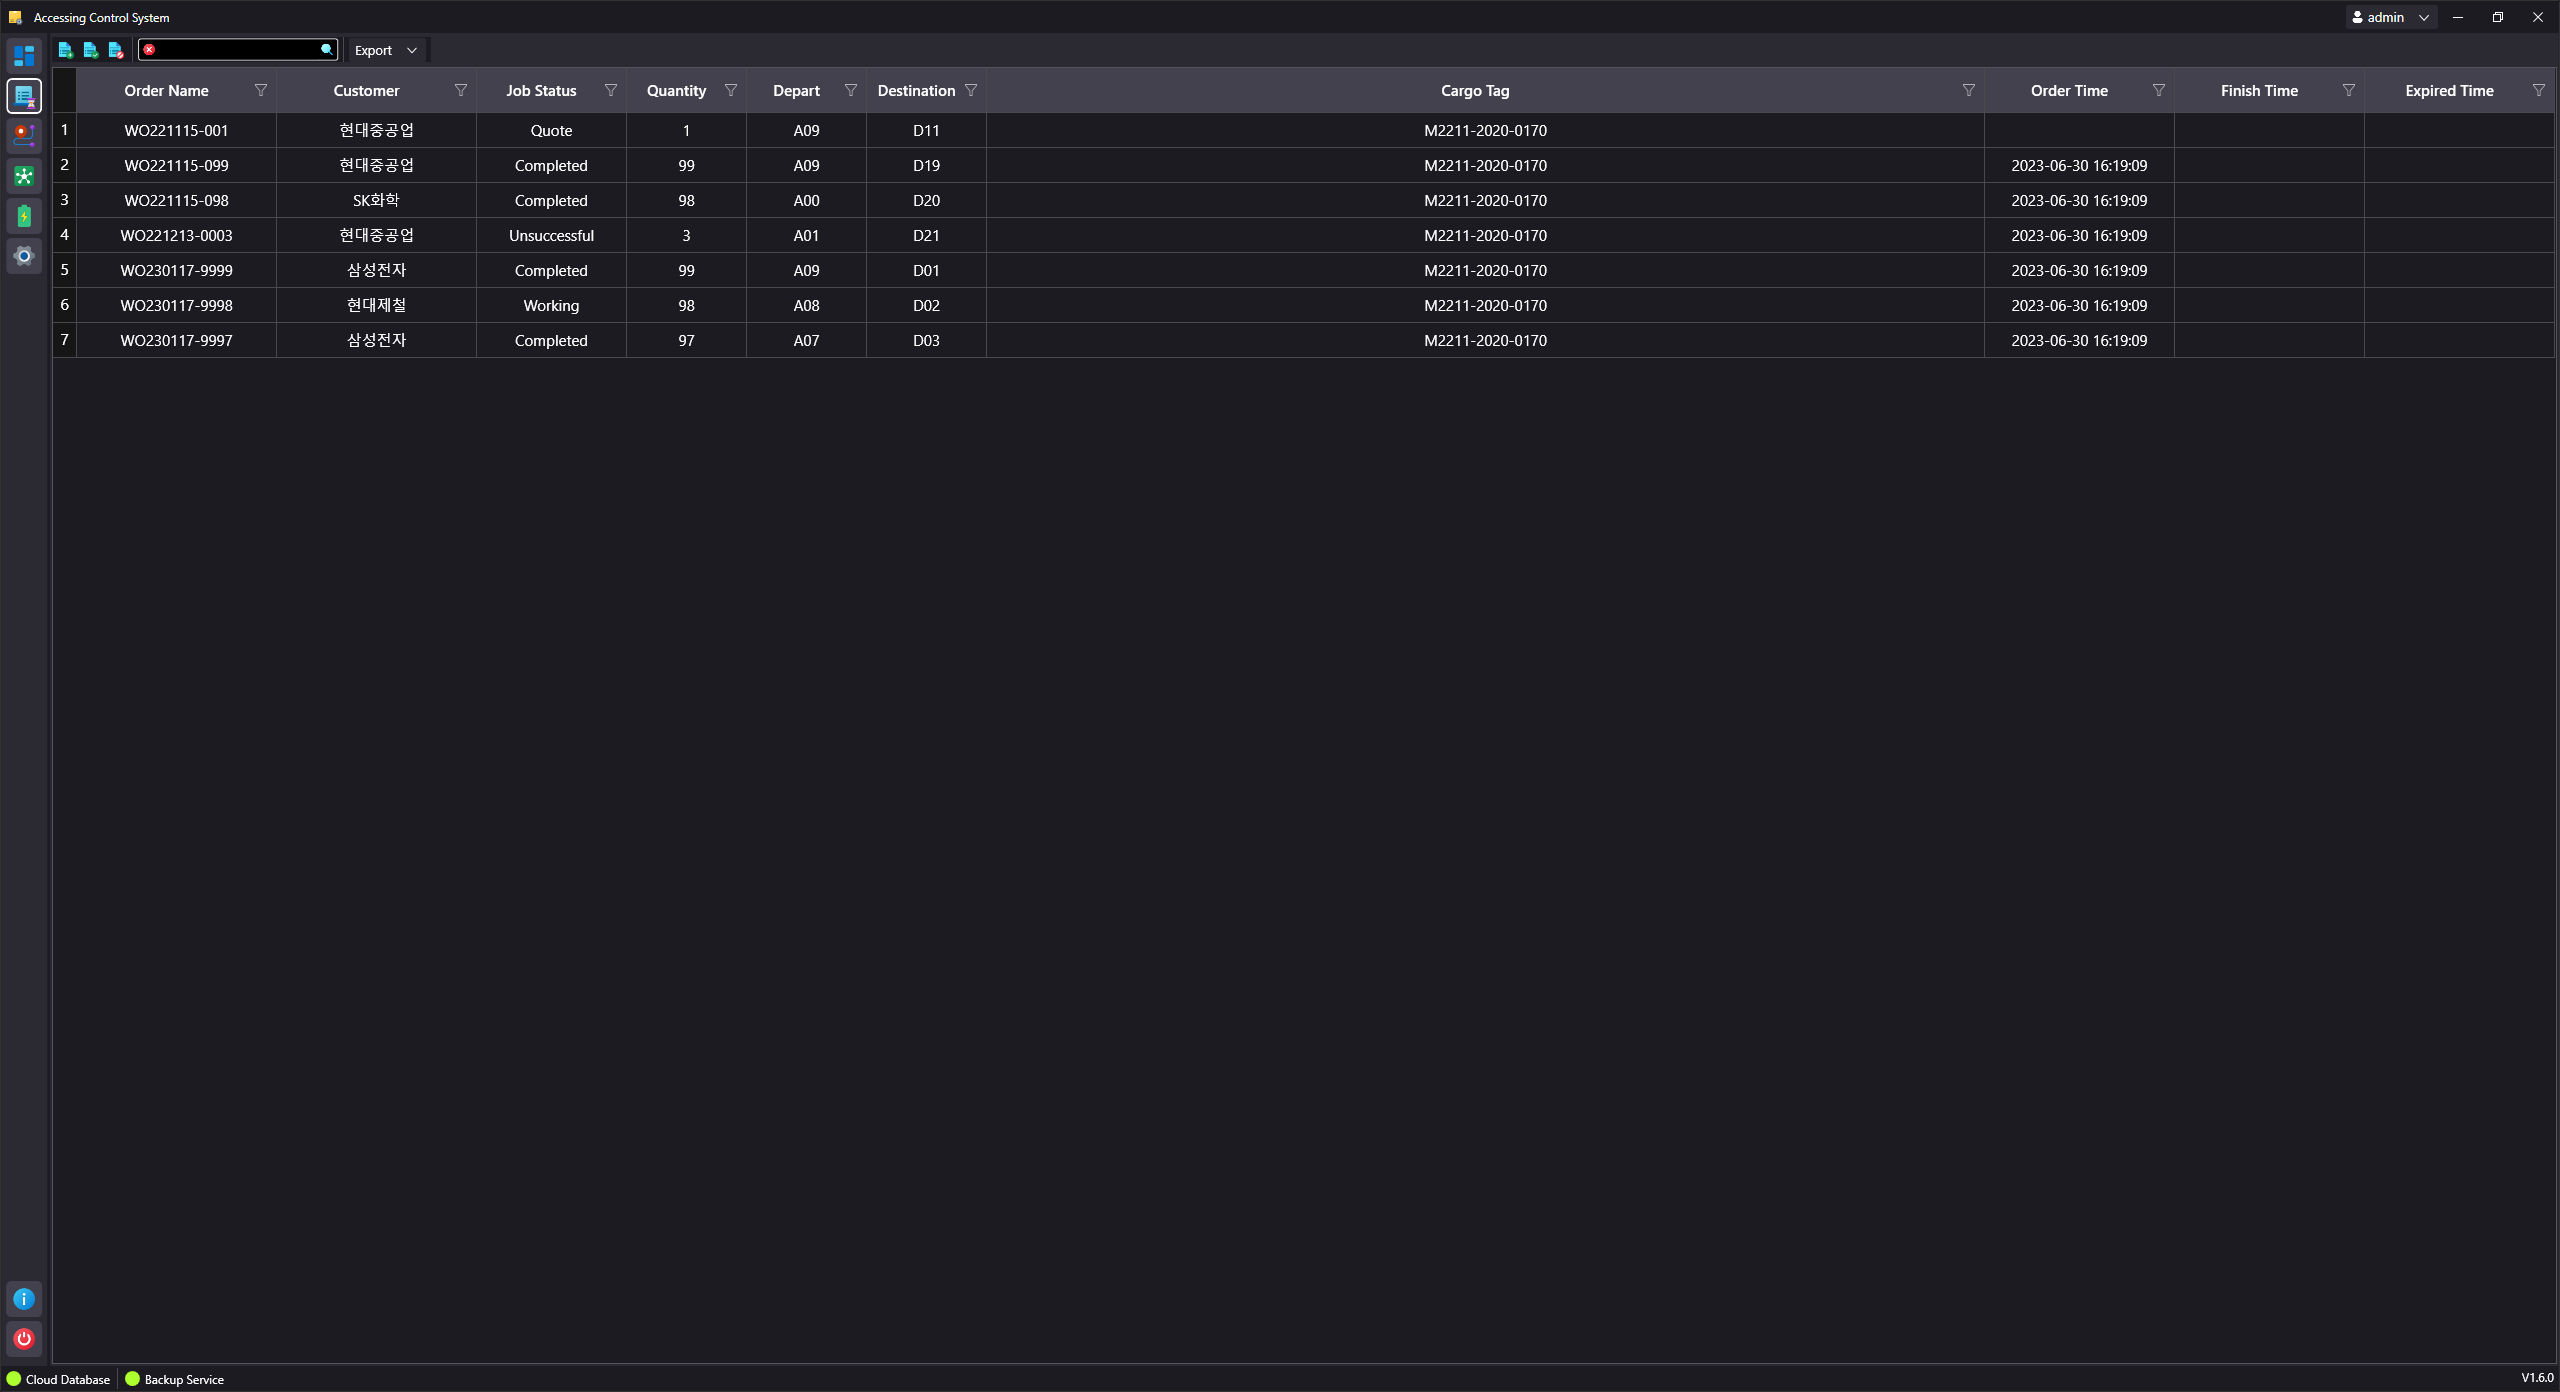 Accessing Control System
admin
Export
Order Name Customer Job Status Quantity Depart Destination Cargo Tag Order Time Finish Time Expired Time
1 WO221115-001 현대중공업 Quote 1 A09 D11 M2211-2020-0170
2 WO221115-099 현대중공업 Completed 99 A09 D19 M2211-2020-0170 2023-06-30 16:19:09
3 WO221115-098 SK화학 Completed 98 A00 D20 M2211-2020-0170 2023-06-30 16:19:09
4 WO221213-0003 현대중공업 Unsuccessful 3 A01 D21 M2211-2020-0170 2023-06-30 16:19:09
5 WO230117-9999 삼성전자 Completed 99 A09 D01 M2211-2020-0170 2023-06-30 16:19:09
6 WO230117-9998 현대제철 Working 98 A08 D02 M2211-2020-0170 2023-06-30 16:19:09
7 WO230117-9997 삼성전자 Completed 97 A07 D03 M2211-2020-0170 2023-06-30 16:19:09
Cloud Database Backup Service V1.6.0